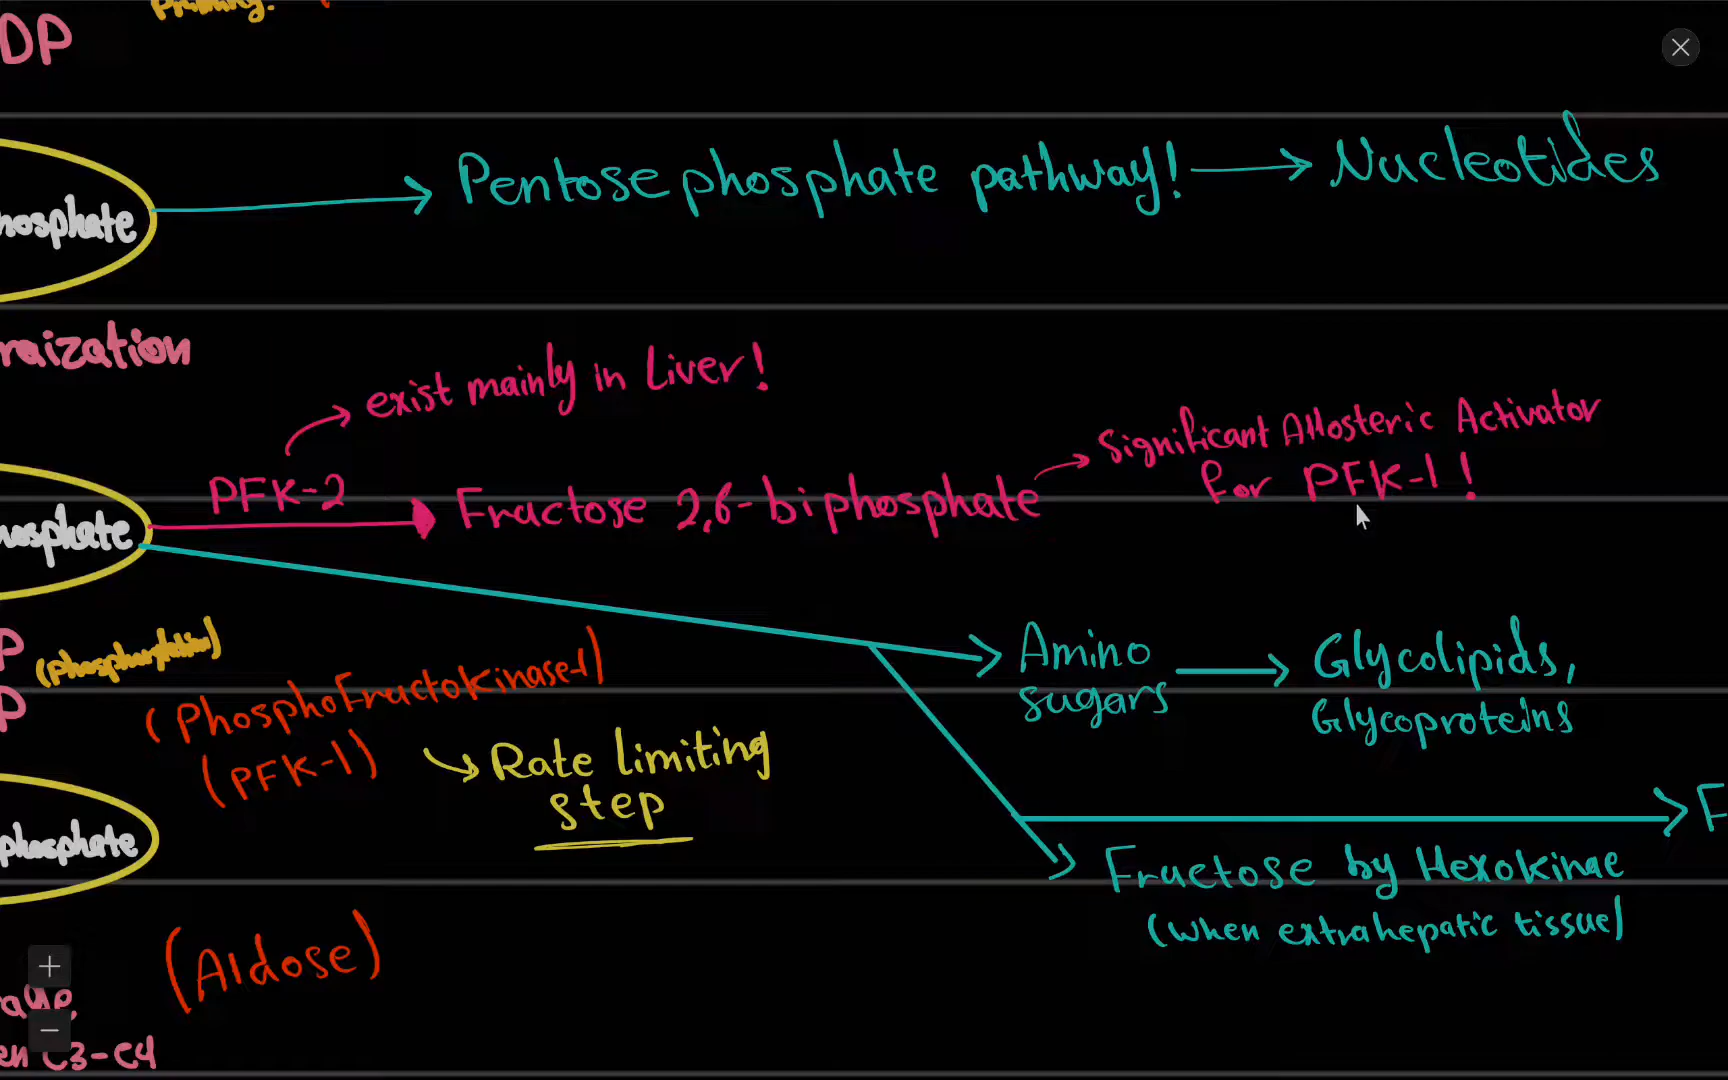 DP
Pentose phosphate pathway! → Nucleotides
hosphate
raization
exist mainly in Liver!
Significant Allosteric Activator
for PFK-1!
PFK-2
Fructose 2,6-biphosphate
hosphate
P
(Phosphorylation)
P
(PhosphoFructoKinase-1)
(PFK-1)
Rate limiting
step
Amino
sugars
Glycolipids,
Glycoproteins
F
phosphate
Fructose by Hexokinae
(when extrahepatic tissue)
(Aldose)
en C3-C4